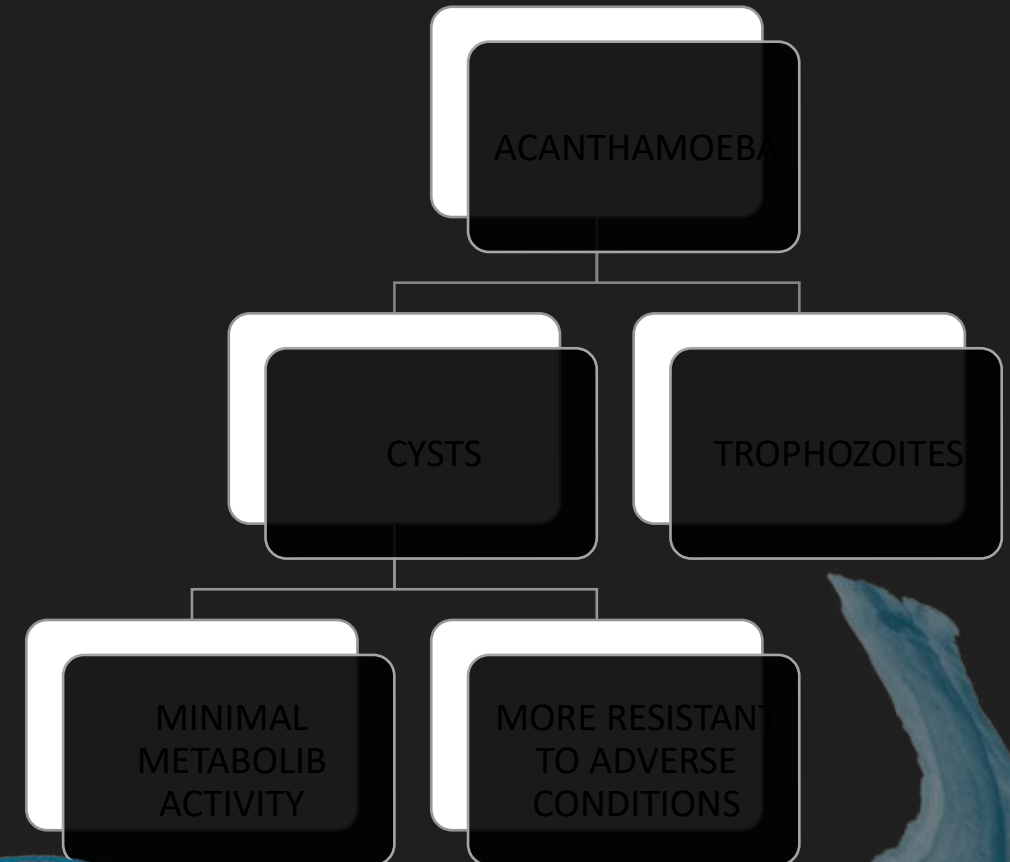 ACANTHAMOEBA
CYSTS
TROPHOZOITES
MINIMAL
METABOLIB
ACTIVITY
MORE RESISTANT
TO ADVERSE
CONDITIONS